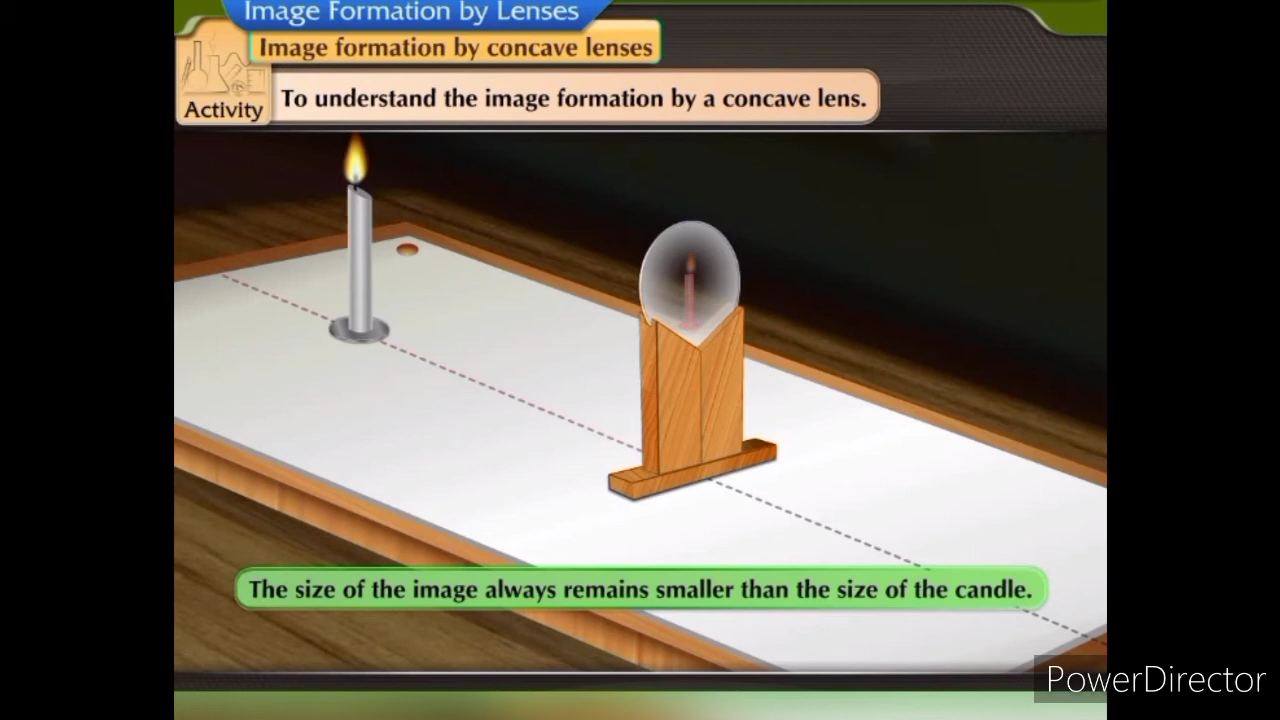 Image Formation by Lenses
Image formation by concave lenses
Activity
To understand the image formation by a concave lens.
The size of the image always remains smaller than the size of the candle.
PowerDirector